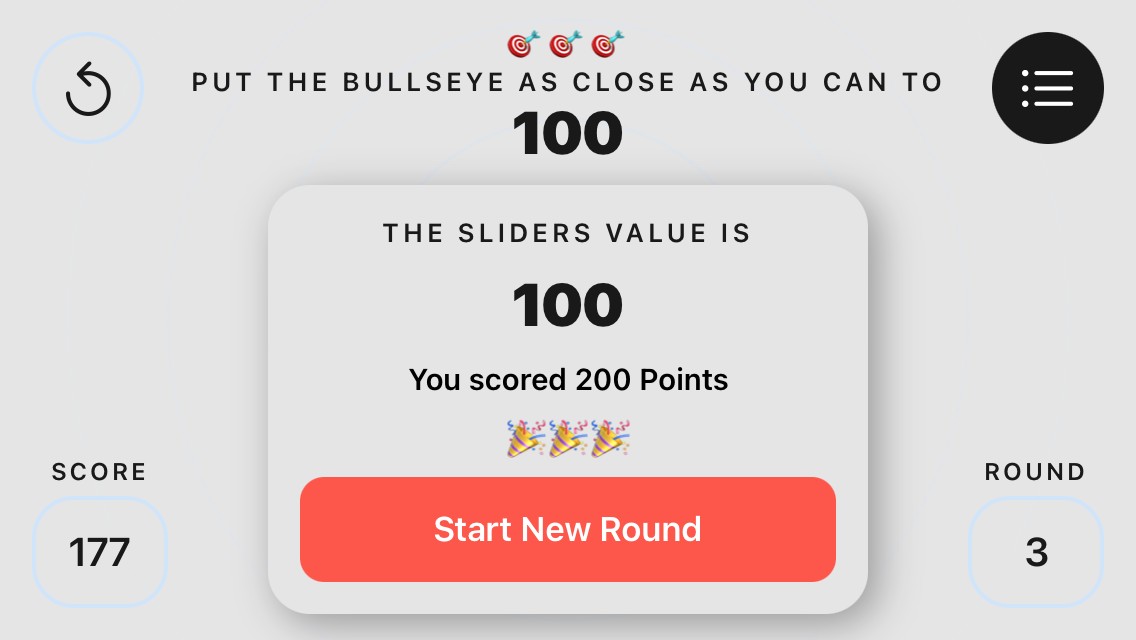 🎯🎯🎯
PUT THE BULLSEYE AS CLOSE AS YOU CAN TO
100
THE SLIDERS VALUE IS
100
You scored 200 Points
🎉🎉🎉
Start New Round
SCORE
177
ROUND
3